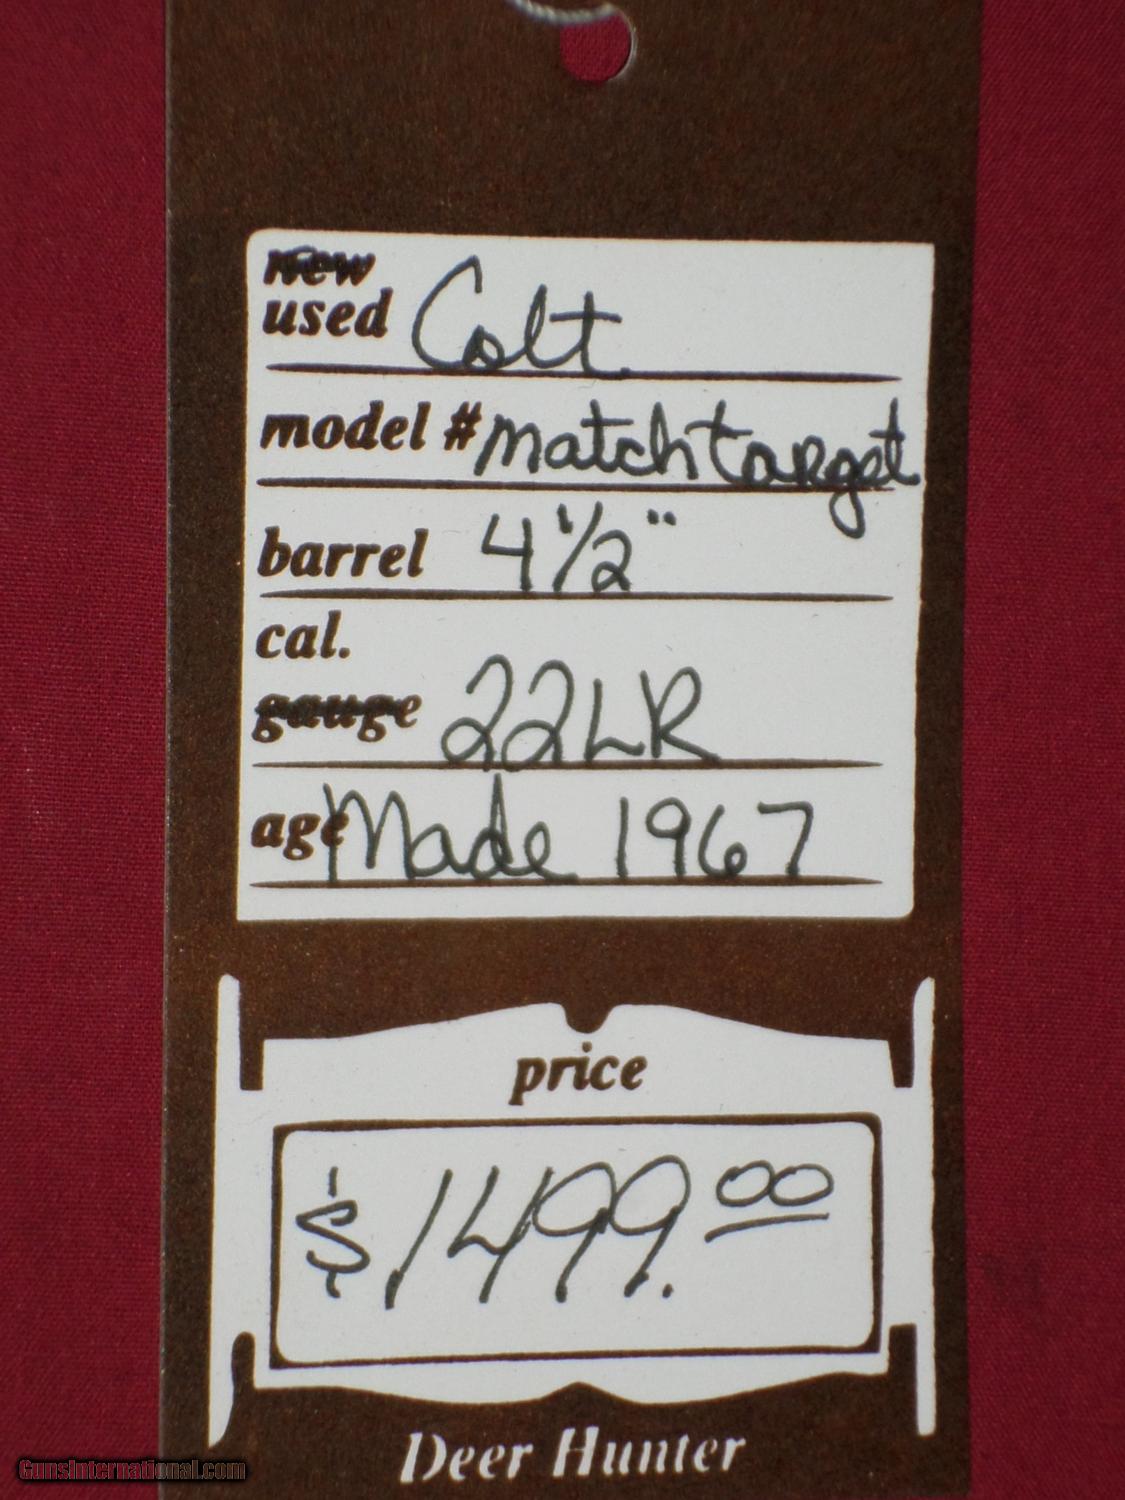 new
used Colt
model # Match target
barrel 4 1/2"
cal.
gauge 22LR
age Made 1967
price
$1499.00
Deer Hunter
GunsInternational.com